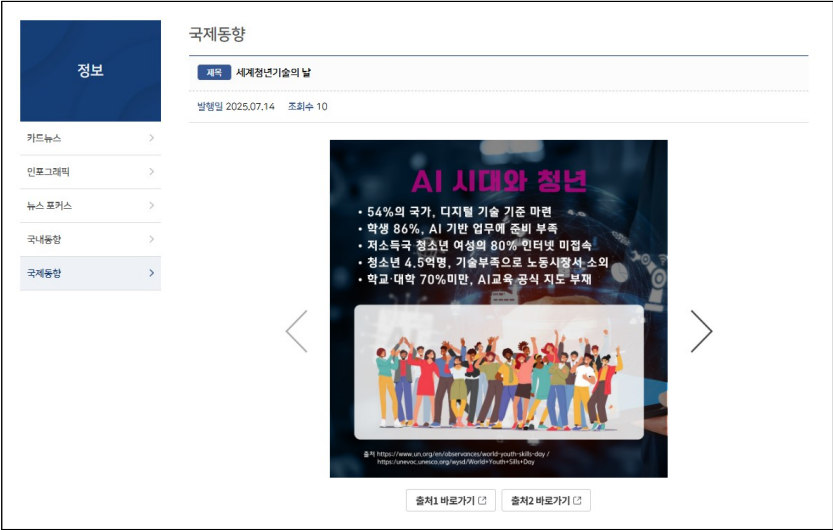 국제동향
정보
제목 세계청년기술의 날
발행일 2025.07.14 조회수 10
카드뉴스
인포그래픽
뉴스 포커스
국내동향
국제동향
AI 시대와 청년
• 54%의 국가, 디지털 기술 기준 마련
• 학생 86%, AI 기반 업무에 준비 부족
• 저소득국 청소년 여성의 80% 인터넷 미접속
• 청소년 4.5억명, 기술부족으로 노동시장서 소외
• 학교·대학 70%미만, AI교육 공식 지도 부재
출처 https://www.un.org/en/observances/world-youth-skills-day /
https:/unevoc.unesco.org/wysd/World+Youth+Sills+Day
출처1 바로가기
출처2 바로가기